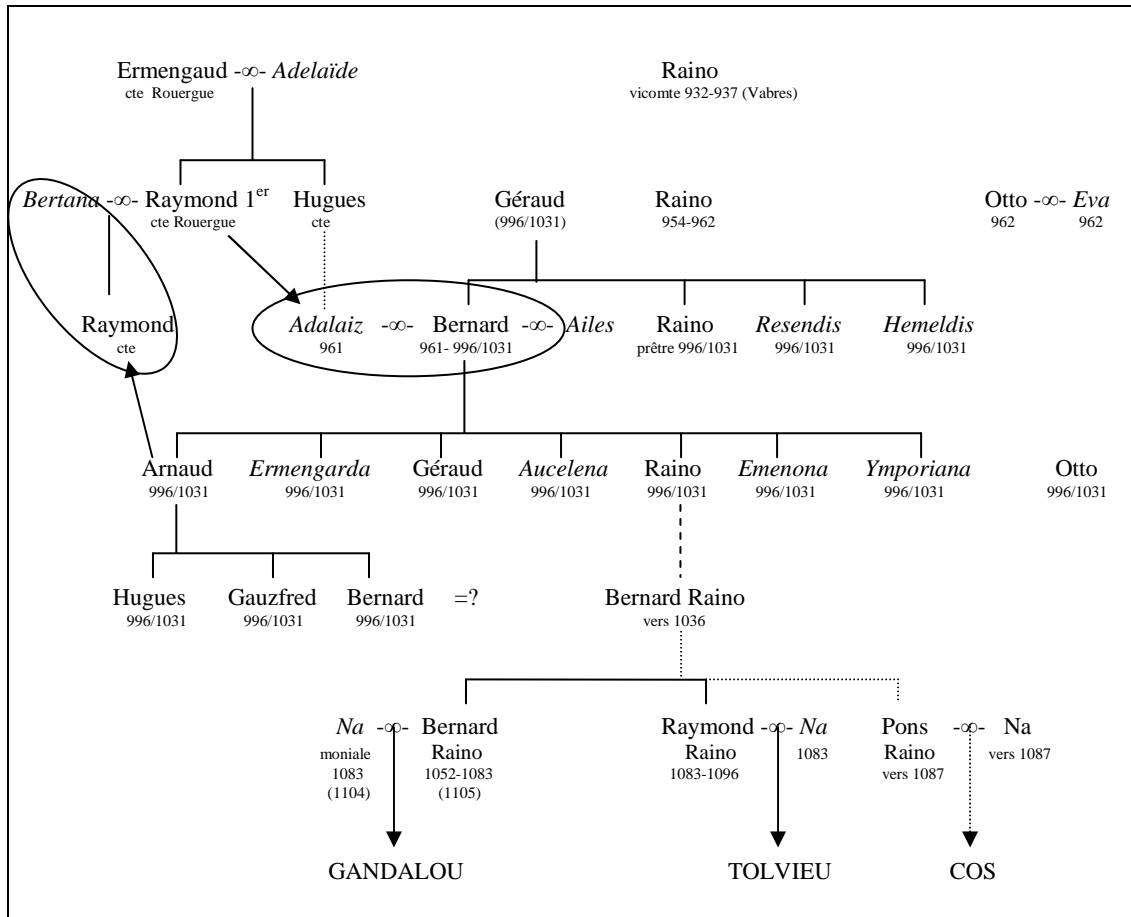 Ermengaud -∞- Adelaïde Raino
cte Rouergue vicomte 932-937 (Vabres)
Bertana -∞- Raymond 1er Hugues Géraud Raino Otto -∞- Eva
cte Rouergue cte (996/1031) 954-962 962 962
Raymond Adalaiz -∞- Bernard -∞- Ailes Raino Resendis Hemeldis
cte 961 961- 996/1031 prêtre 996/1031 996/1031 996/1031
Arnaud Ermengarda Géraud Aucelena Raino Emenona Ymporiana Otto
996/1031 996/1031 996/1031 996/1031 996/1031 996/1031 996/1031 996/1031
Hugues Gauzfred Bernard =? Bernard Raino
996/1031 996/1031 996/1031 vers 1036
Na -∞- Bernard Raymond -∞- Na Pons -∞- Na
moniale Raino Raino 1083 Raino vers 1087
1083 1052-1083 1083-1096 vers 1087
(1104) (1105)
GANDALOU TOLVIEU COS